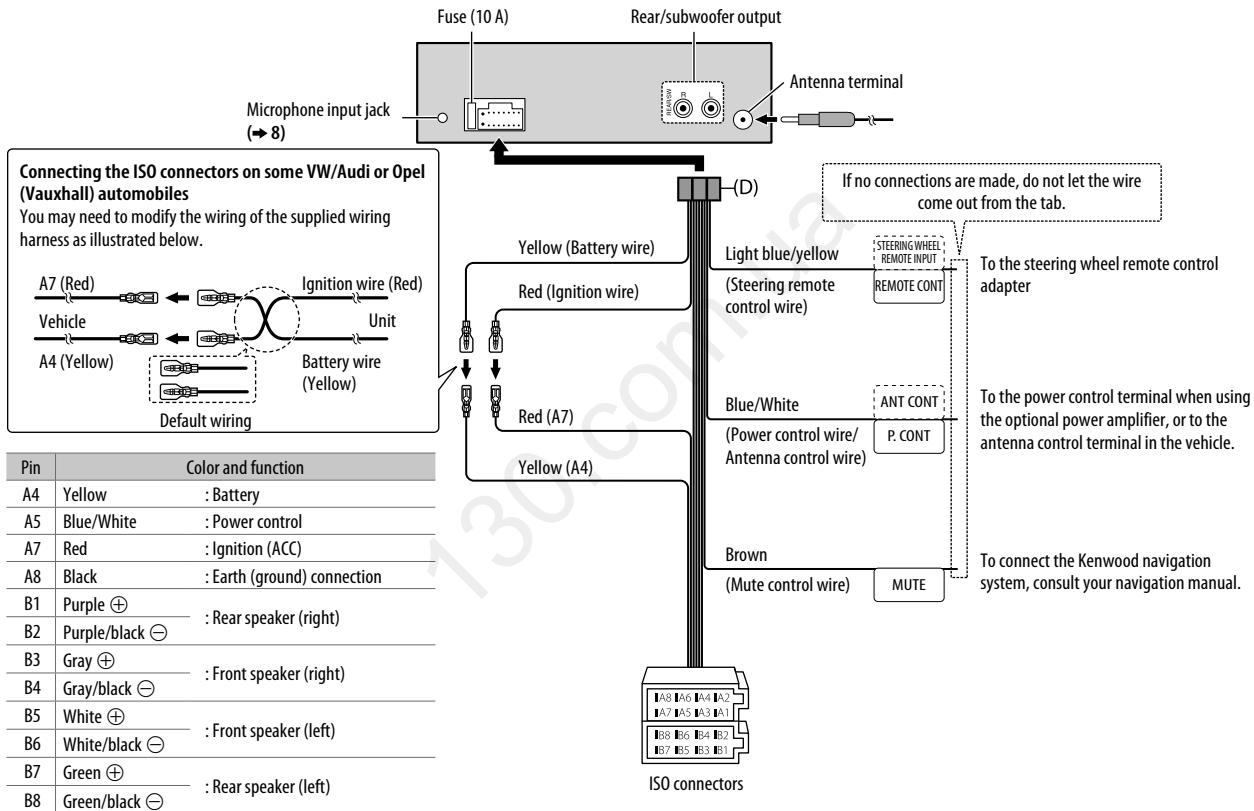 Fuse (10 A)
Rear/subwoofer output
Antenna terminal
REAR/SW
R
L
Microphone input jack
(➜ 8)
Connecting the ISO connectors on some VW/Audi or Opel
(Vauxhall) automobiles
You may need to modify the wiring of the supplied wiring
harness as illustrated below.
A7 (Red)
Ignition wire (Red)
Vehicle
Unit
A4 (Yellow)
Battery wire
(Yellow)
Default wiring
(D)
If no connections are made, do not let the wire
come out from the tab.
Yellow (Battery wire)
Red (Ignition wire)
Red (A7)
Yellow (A4)
Light blue/yellow
(Steering remote
control wire)
STEERING WHEEL
REMOTE INPUT
REMOTE CONT
To the steering wheel remote control
adapter
Blue/White
(Power control wire/
Antenna control wire)
ANT CONT
P. CONT
To the power control terminal when using
the optional power amplifier, or to the
antenna control terminal in the vehicle.
Brown
(Mute control wire)
MUTE
To connect the Kenwood navigation
system, consult your navigation manual.
Pin Color and function
A4 Yellow : Battery
A5 Blue/White : Power control
A7 Red : Ignition (ACC)
A8 Black : Earth (ground) connection
B1 Purple ⊕
: Rear speaker (right)
B2 Purple/black ⊖
B3 Gray ⊕
: Front speaker (right)
B4 Gray/black ⊖
B5 White ⊕
: Front speaker (left)
B6 White/black ⊖
B7 Green ⊕
: Rear speaker (left)
B8 Green/black ⊖
A8 A6 A4 A2
A7 A5 A3 A1
B8 B6 B4 B2
B7 B5 B3 B1
ISO connectors
130.com.ua